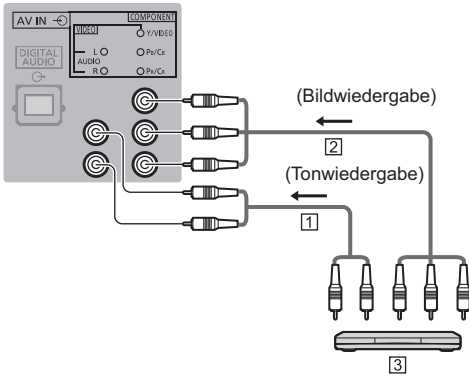 AV IN
COMPONENT
VIDEO
Y/VIDEO
DIGITAL
AUDIO
L
AUDIO
R
PB/CB
PR/CR
(Bildwiedergabe)
2
(Tonwiedergabe)
1
3